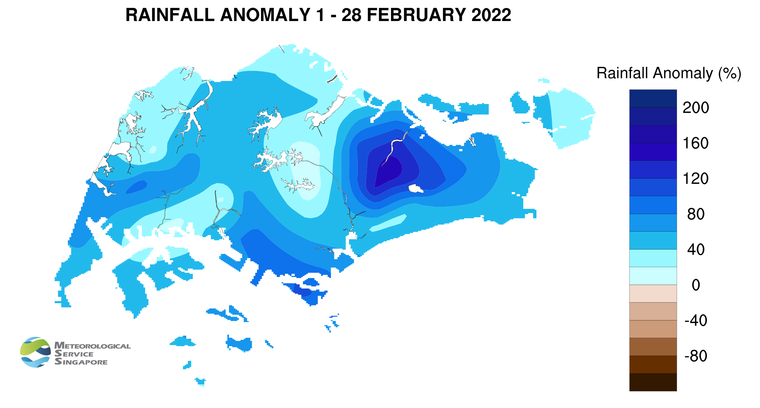 RAINFALL ANOMALY 1 - 28 FEBRUARY 2022
Rainfall Anomaly (%)
200
160
120
80
40
0
-40
-80
METEOROLOGICAL
SERVICE
SINGAPORE